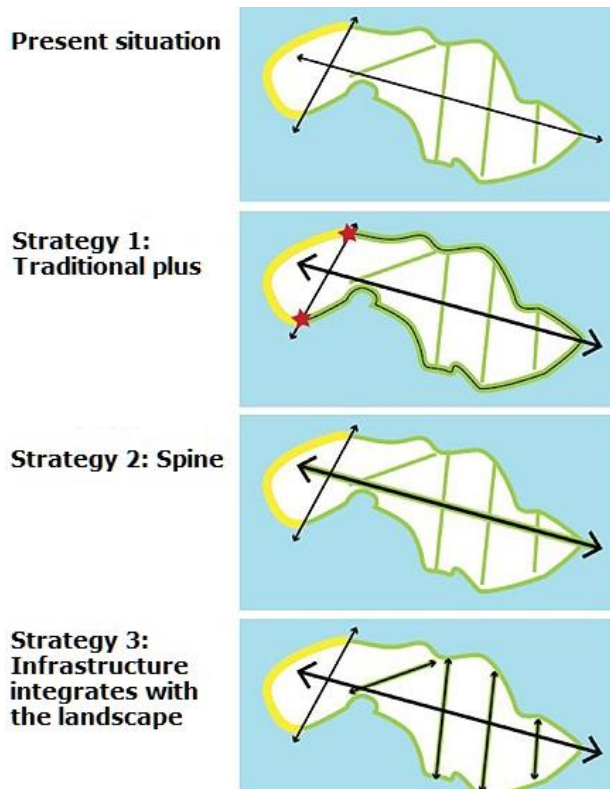 Present situation
Strategy 1:
Traditional plus
Strategy 2: Spine
Strategy 3:
Infrastructure
integrates with
the landscape